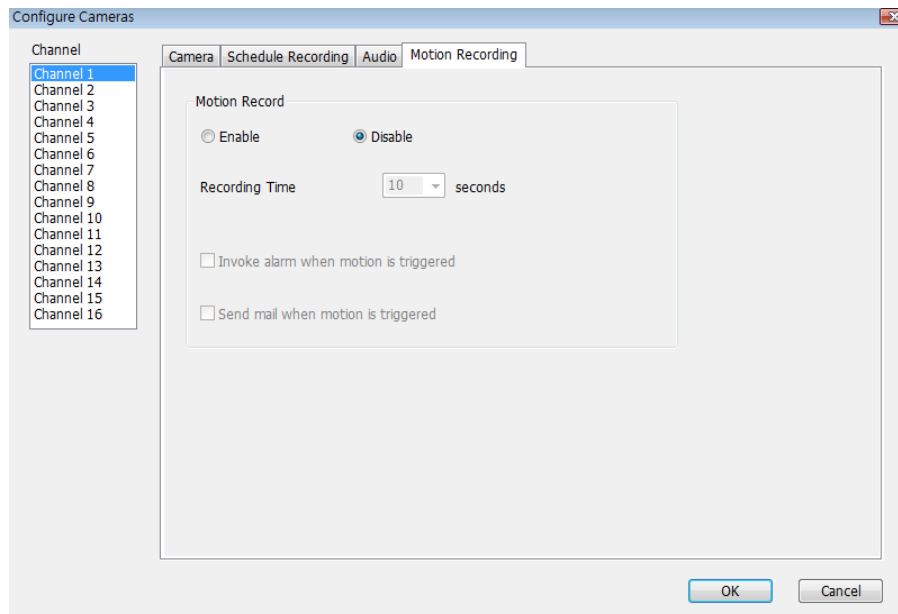 Configure Cameras
Channel
Channel 1
Channel 2
Channel 3
Channel 4
Channel 5
Channel 6
Channel 7
Channel 8
Channel 9
Channel 10
Channel 11
Channel 12
Channel 13
Channel 14
Channel 15
Channel 16
Camera Schedule Recording Audio Motion Recording
Motion Record
Enable Disable
Recording Time 10 seconds
Invoke alarm when motion is triggered
Send mail when motion is triggered
OK Cancel